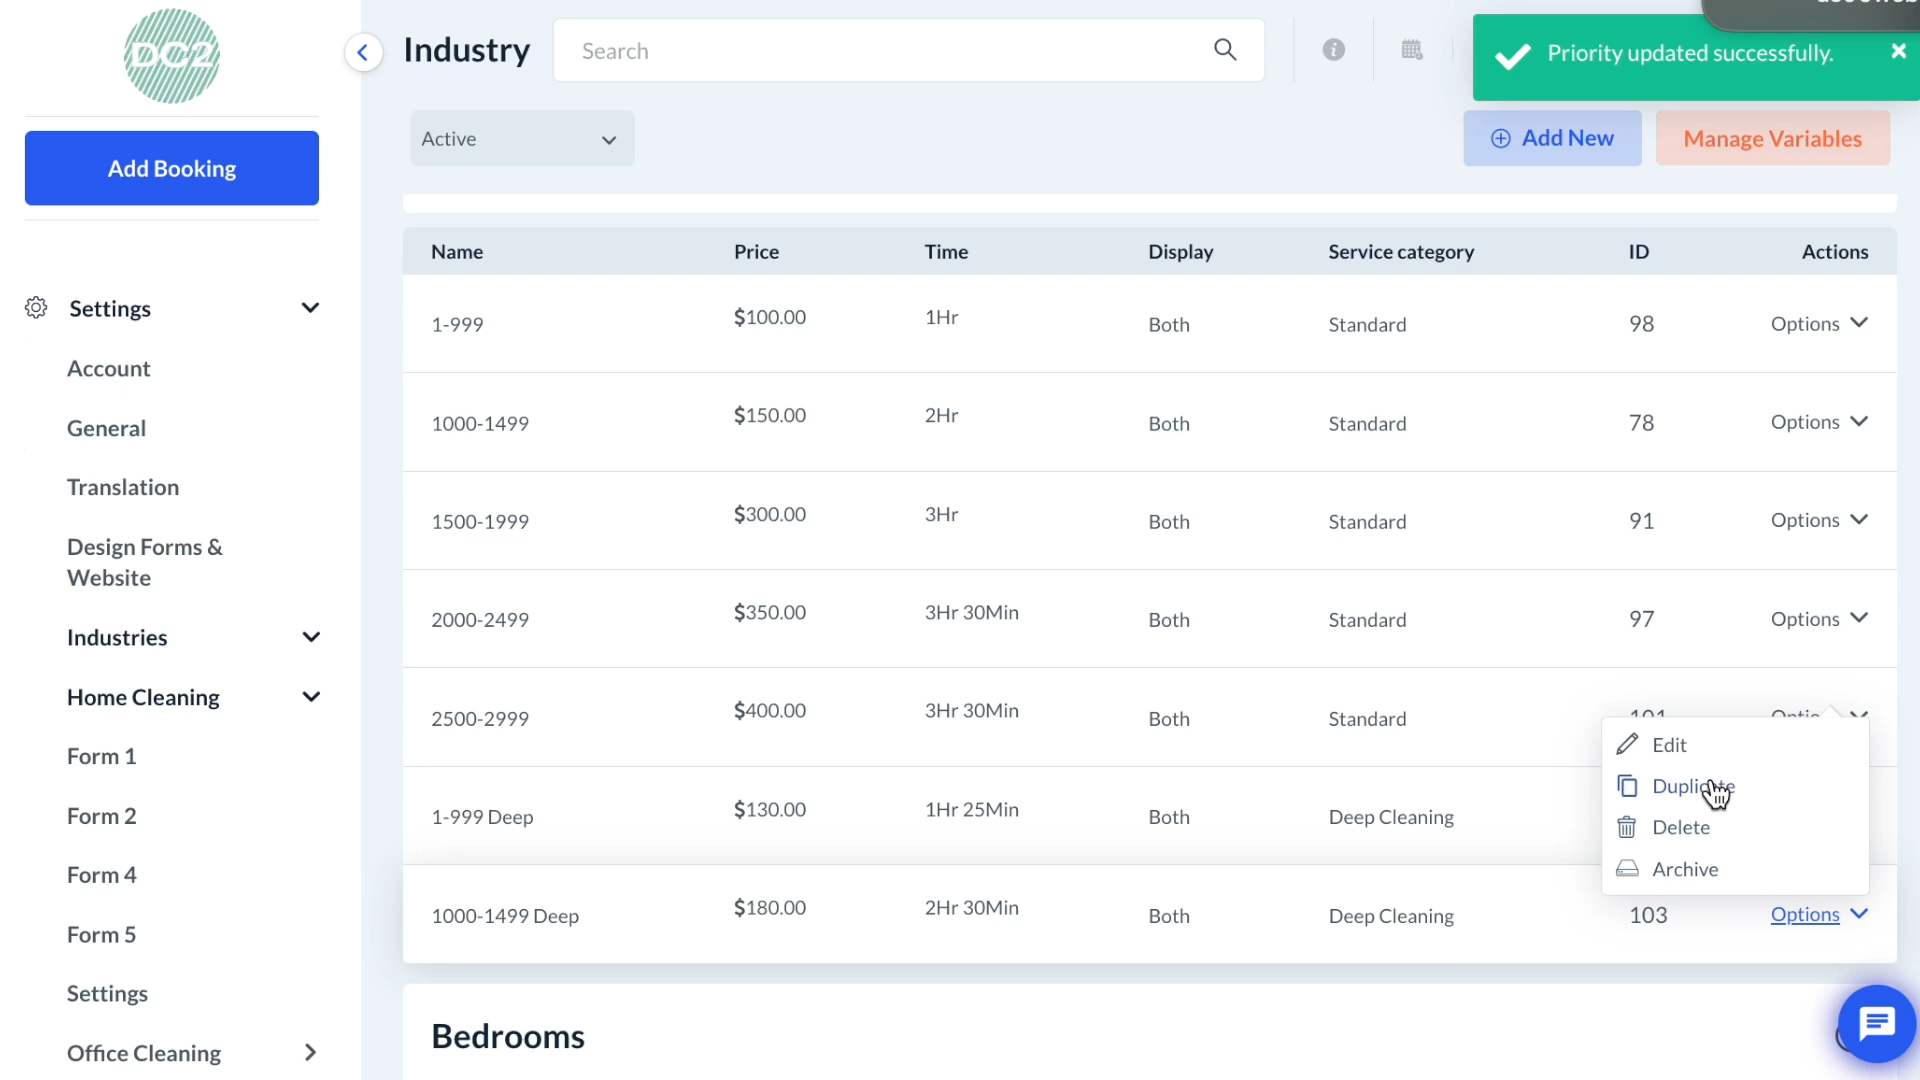 DC2
Industry
Search
Priority updated successfully.
Active
Add New
Manage Variables
Add Booking
Settings
Account
General
Translation
Design Forms &
Website
Industries
Home Cleaning
Form 1
Form 2
Form 4
Form 5
Settings
Office Cleaning
Name Price Time Display Service category ID Actions
1-999 $100.00 1Hr Both Standard 98 Options
1000-1499 $150.00 2Hr Both Standard 78 Options
1500-1999 $300.00 3Hr Both Standard 91 Options
2000-2499 $350.00 3Hr 30Min Both Standard 97 Options
2500-2999 $400.00 3Hr 30Min Both Standard 101
Edit
Duplicate
Delete
Archive
1-999 Deep $130.00 1Hr 25Min Both Deep Cleaning
1000-1499 Deep $180.00 2Hr 30Min Both Deep Cleaning 103 Options
Bedrooms